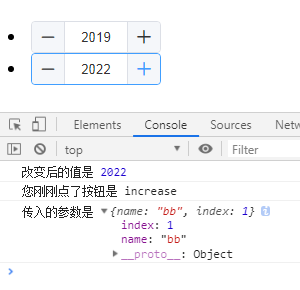 2019
2022
Elements Console Sources Netw
top Filter
改变后的值是 2022
您刚刚点了按钮是 increase
传入的参数是 {name: "bb", index: 1}
index: 1
name: "bb"
__proto__: Object